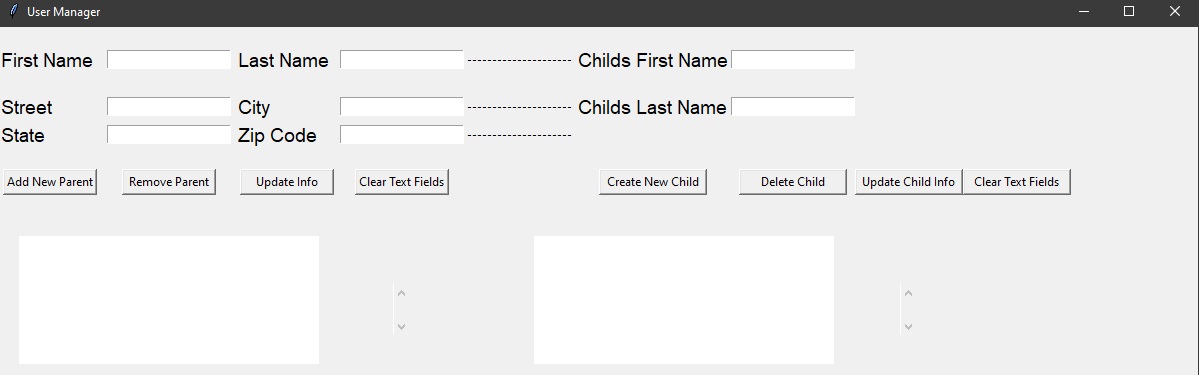 User Manager
First Name Last Name -------------------- Childs First Name
Street City -------------------- Childs Last Name
State Zip Code --------------------
Add New Parent Remove Parent Update Info Clear Text Fields Create New Child Delete Child Update Child Info Clear Text Fields